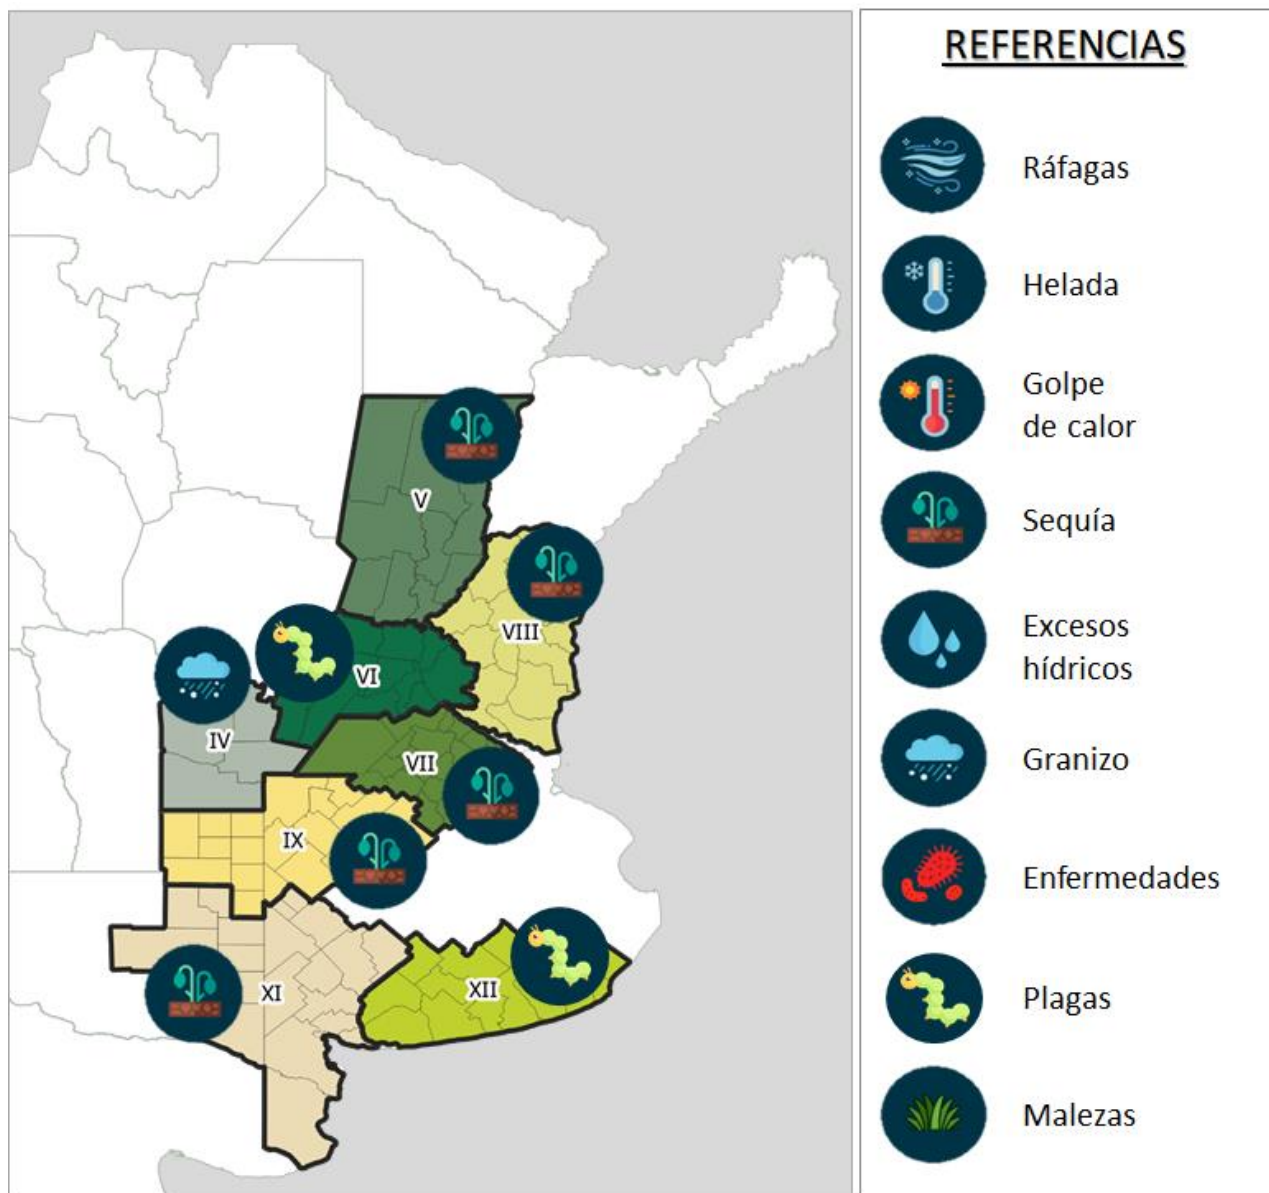 REFERENCIAS
Ráfagas
Helada
Golpe
de calor
Sequía
Excesos
hídricos
Granizo
Enfermedades
Plagas
Malezas
V
VIII
VI
IV
VII
IX
XI
XII